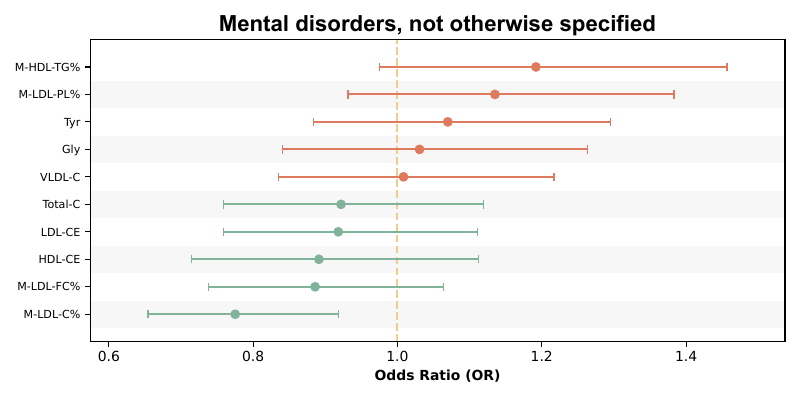 Mental disorders, not otherwise specified
M-HDL-TG%
M-LDL-PL%
Tyr
Gly
VLDL-C
Total-C
LDL-CE
HDL-CE
M-LDL-FC%
M-LDL-C%
0.6 0.8 1.0 1.2 1.4
Odds Ratio (OR)